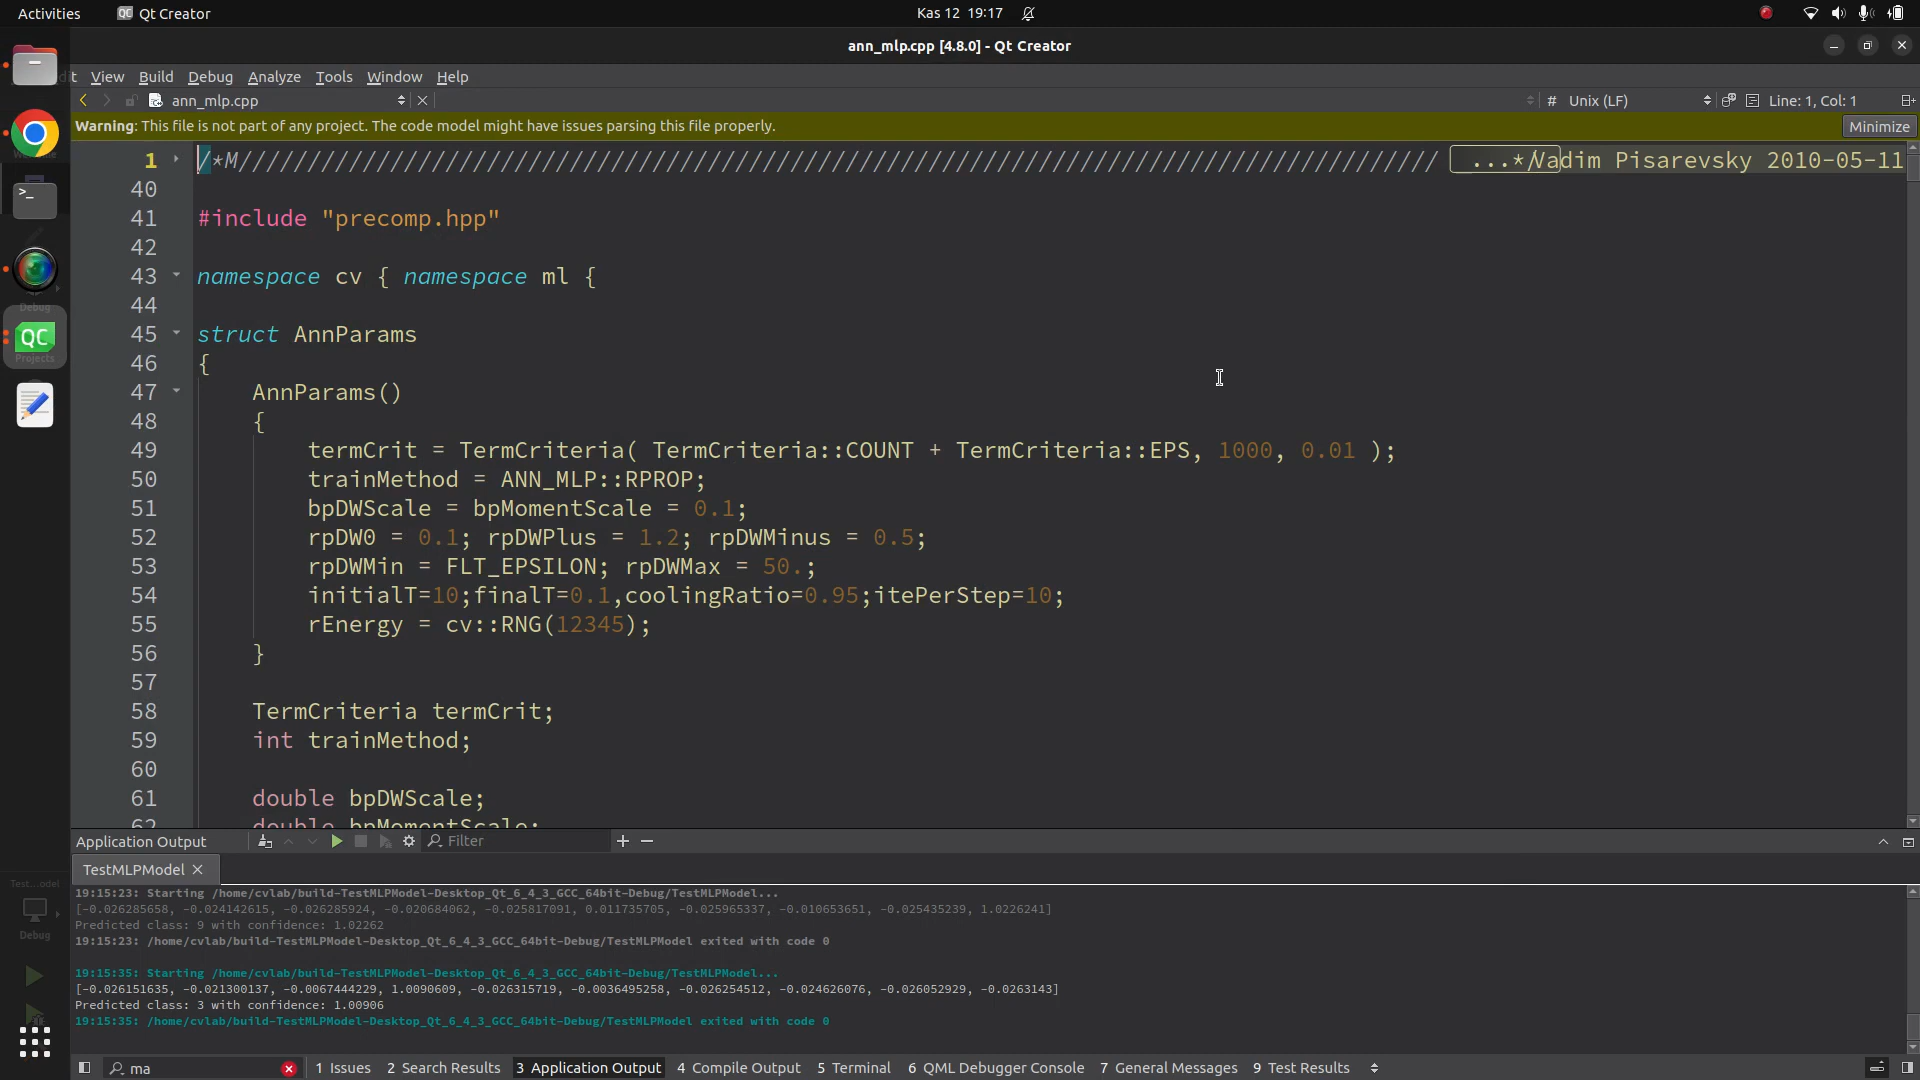 Activities QC Qt Creator Kas 12 19:17
ann_mlp.cpp [4.8.0] - Qt Creator
View Build Debug Analyze Tools Window Help
ann_mlp.cpp # Unix (LF) Line: 1, Col: 1
Warning: This file is not part of any project. The code model might have issues parsing this file properly. Minimize
1 /*M/////////////////////////////////////////////////////////////////////////////////////// ...*/ Vadim Pisarevsky 2010-05-11
40
41 #include "precomp.hpp"
42
43 namespace cv { namespace ml {
44
45 struct AnnParams
46 {
47 AnnParams()
48 {
49 termCrit = TermCriteria( TermCriteria::COUNT + TermCriteria::EPS, 1000, 0.01 );
50 trainMethod = ANN_MLP::RPROP;
51 bpDWScale = bpMomentScale = 0.1;
52 rpDW0 = 0.1; rpDWPlus = 1.2; rpDWMinus = 0.5;
53 rpDWMin = FLT_EPSILON; rpDWMax = 50.;
54 initialT=10;finalT=0.1,coolingRatio=0.95;itePerStep=10;
55 rEnergy = cv::RNG(12345);
56 }
57
58 TermCriteria termCrit;
59 int trainMethod;
60
61 double bpDWScale;
62 double bpMomentScale;
Debug
QC
Projects
Test...odel
Debug
Application Output Filter
TestMLPModel
19:15:23: Starting /home/cvlab/build-TestMLPModel-Desktop_Qt_6_4_3_GCC_64bit-Debug/TestMLPModel...
[-0.026285658, -0.024142615, -0.026285924, -0.020684062, -0.025817091, 0.011735705, -0.025965337, -0.010653651, -0.025435239, 1.0226241]
Predicted class: 9 with confidence: 1.02262
19:15:23: /home/cvlab/build-TestMLPModel-Desktop_Qt_6_4_3_GCC_64bit-Debug/TestMLPModel exited with code 0
19:15:35: Starting /home/cvlab/build-TestMLPModel-Desktop_Qt_6_4_3_GCC_64bit-Debug/TestMLPModel...
[-0.026151635, -0.021300137, -0.0067444229, 1.0090609, -0.026315719, -0.0036495258, -0.026254512, -0.024626076, -0.026052929, -0.0263143]
Predicted class: 3 with confidence: 1.00906
19:15:35: /home/cvlab/build-TestMLPModel-Desktop_Qt_6_4_3_GCC_64bit-Debug/TestMLPModel exited with code 0
ma 1 Issues 2 Search Results 3 Application Output 4 Compile Output 5 Terminal 6 QML Debugger Console 7 General Messages 9 Test Results